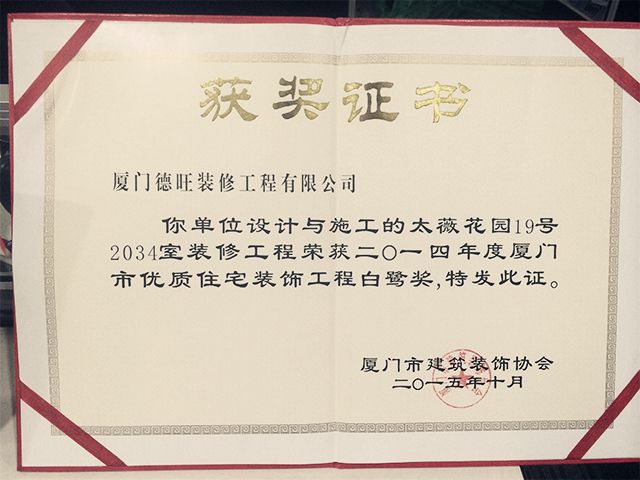 获奖证书
厦门德旺装修工程有限公司
你单位设计与施工的太薇花园19号
2034室装修工程荣获二〇一四年度厦门
市优质住宅装饰工程白鹭奖,特发此证。
厦门市建筑装饰协会
二〇一五年十月